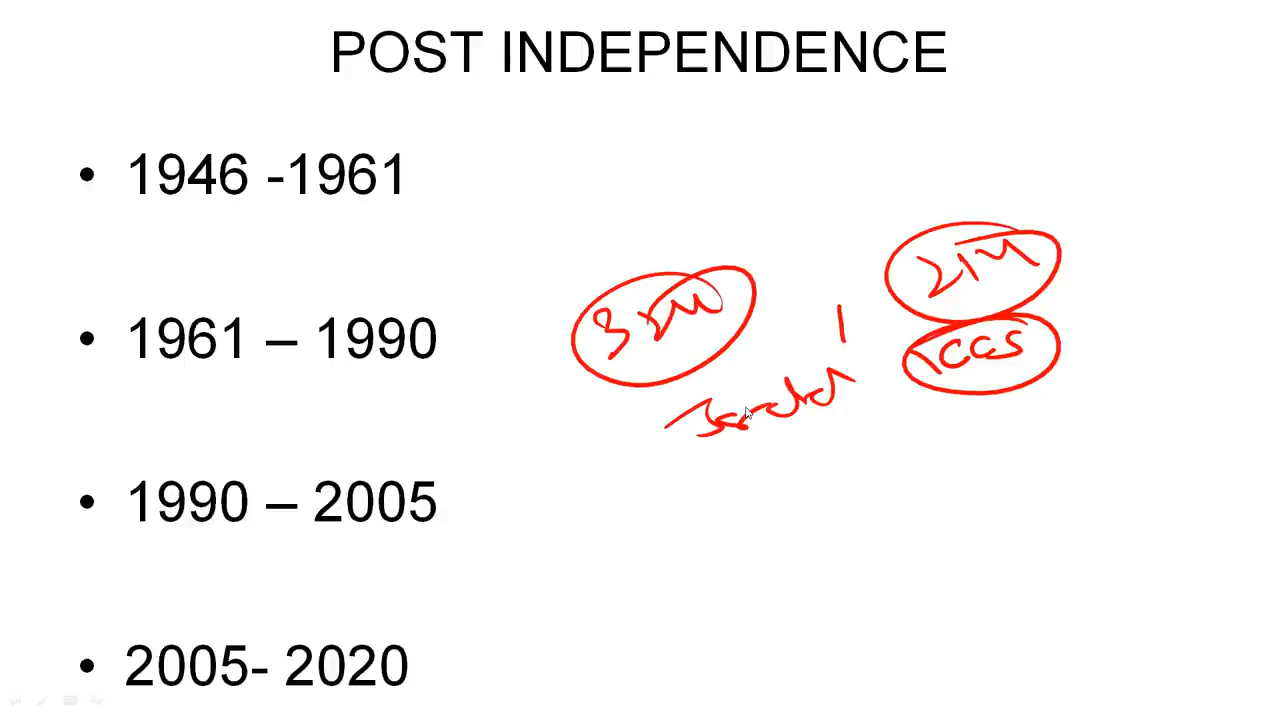 POST INDEPENDENCE
• 1946 -1961
• 1961 – 1990
• 1990 – 2005
• 2005- 2020